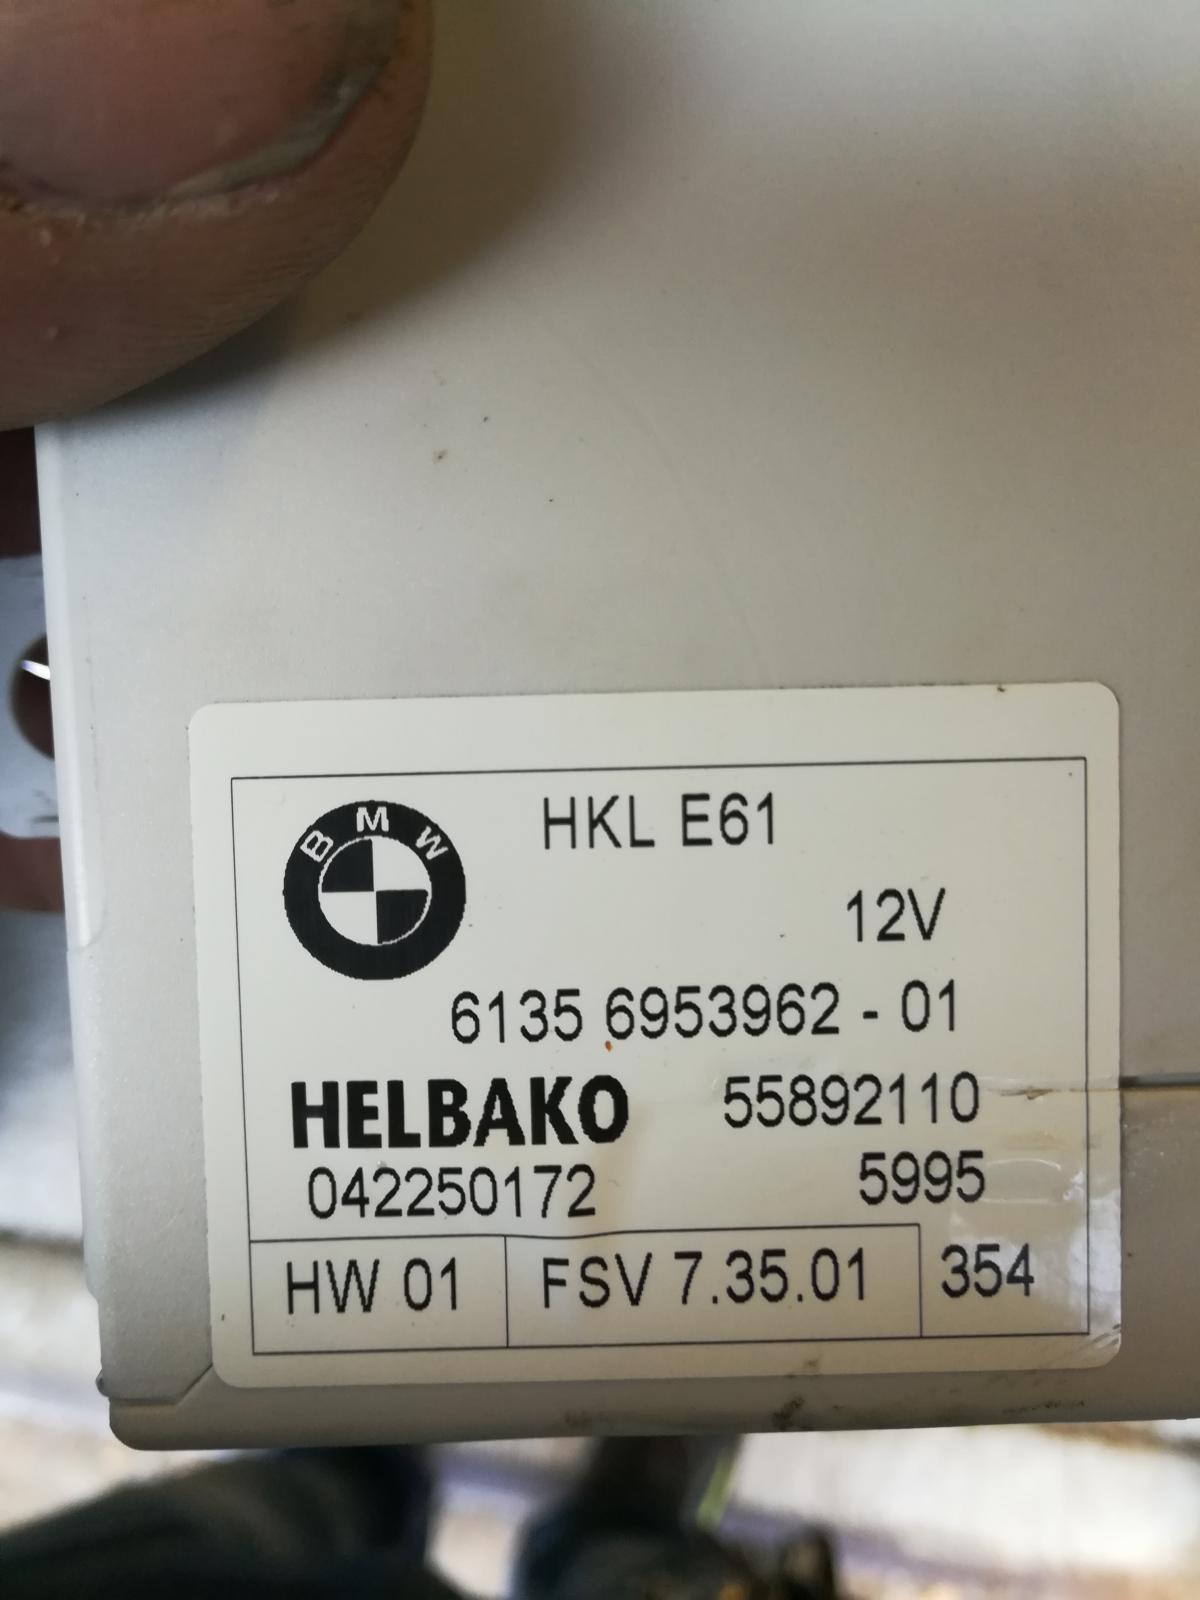 BMW
HKL E61
12V
6135 6953962 - 01
HELBAKO 55892110
042250172 5995
HW 01 FSV 7.35.01 354